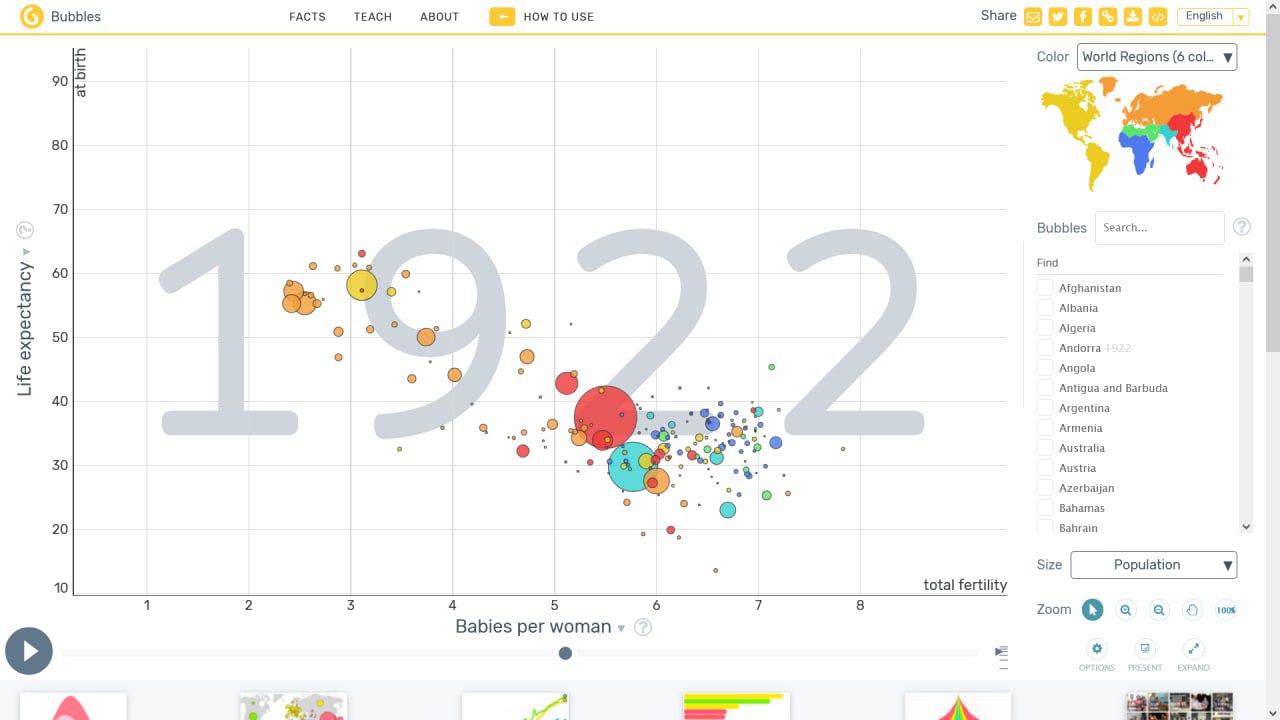 Bubbles
FACTS
TEACH
ABOUT
HOW TO USE
Share
English
at birth
Life expectancy
90
80
70
60
50
40
30
20
10
1922
total fertility
1 2 3 4 5 6 7 8
Babies per woman
Color
World Regions (6 col...
Bubbles
Search...
Find
Afghanistan
Albania
Algeria
Andorra 1922
Angola
Antigua and Barbuda
Argentina
Armenia
Australia
Austria
Azerbaijan
Bahamas
Bahrain
Size
Population
Zoom
100%
OPTIONS
PRESENT
EXPAND